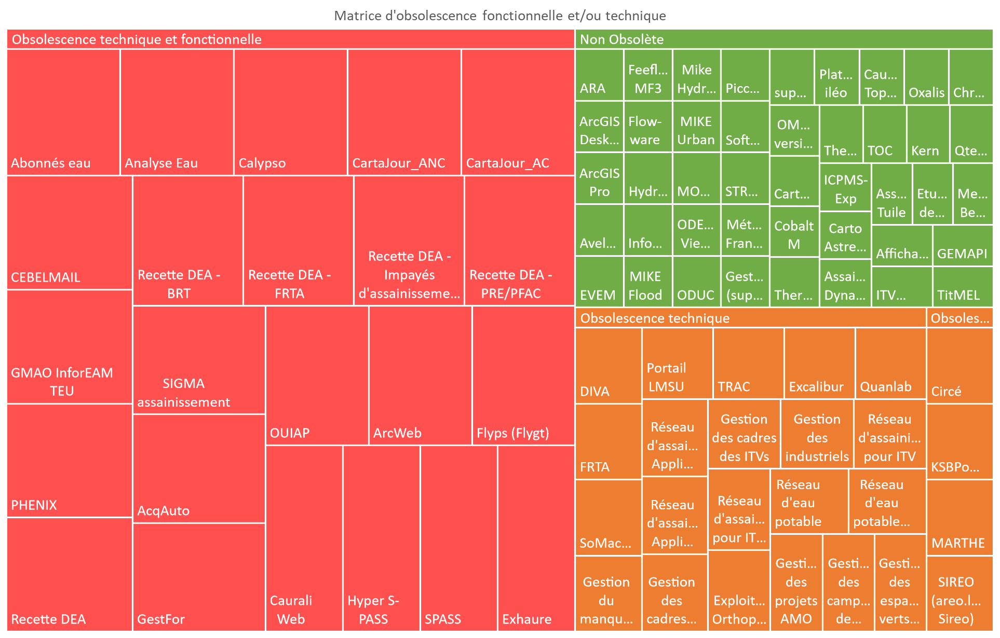 Matrice d'obsolescence fonctionnelle et/ou technique
Obsolescence technique et fonctionnelle
Abonnés eau
Analyse Eau
Calypso
CartaJour_ANC
CartaJour_AC
CEBELMAIL
GMAO InforEAM
TEU
PHENIX
Recette DEA
Recette DEA -
BRT
Recette DEA -
FRTA
Recette DEA -
Impayés
d'assainisseme...
Recette DEA -
PRE/PFAC
SIGMA
assainissement
AcqAuto
GestFor
OUIAP
ArcWeb
Flyps (Flygt)
Caurali
Web
Hyper S-
PASS
SPASS
Exhaure
Non Obsolète
ARA
ArcGIS
Desk...
ArcGIS
Pro
Avel...
EVEM
Feefl...
MF3
Flow-
ware
Hydr...
Info...
MIKE
Flood
Mike
Hydr...
MIKE
Urban
MO...
ODE...
Vie...
ODUC
Picc...
Soft...
STR...
Mét...
Fran...
Gest...
(sup...
sup...
Plat...
iléo
Cau...
Top...
Oxalis
Chr...
OM...
versi...
Cart...
Cobalt
M
Ther...
The...
TOC
Kern
Qte...
ICPMS-
Exp
Carto
Astre...
Assai...
Dyna...
Ass...
Tuile
Etu...
de...
Me...
Be...
Afficha...
GEMAPI
ITV...
TitMEL
Obsolescence technique
DIVA
FRTA
SoMac...
Gestion
du
manqu...
Portail
LMSU
TRAC
Excalibur
Quanlab
Réseau
d'assai...
Appli...
Réseau
d'assai...
Appli...
Gestion
des
cadres...
Gestion
des cadres
des ITVs
Gestion
des
industriels
Réseau
d'assaini...
pour ITV
Réseau
d'assai...
pour IT...
Exploit...
Orthop...
Réseau
d'eau
potable
Réseau
d'eau
potable...
Gesti...
des
projets
AMO
Gesti...
des
camp...
de...
Gesti...
des
espa...
verts...
Obsoles...
Circé
KSBPo...
MARTHE
SIREO
(areo.l...
Sireo)